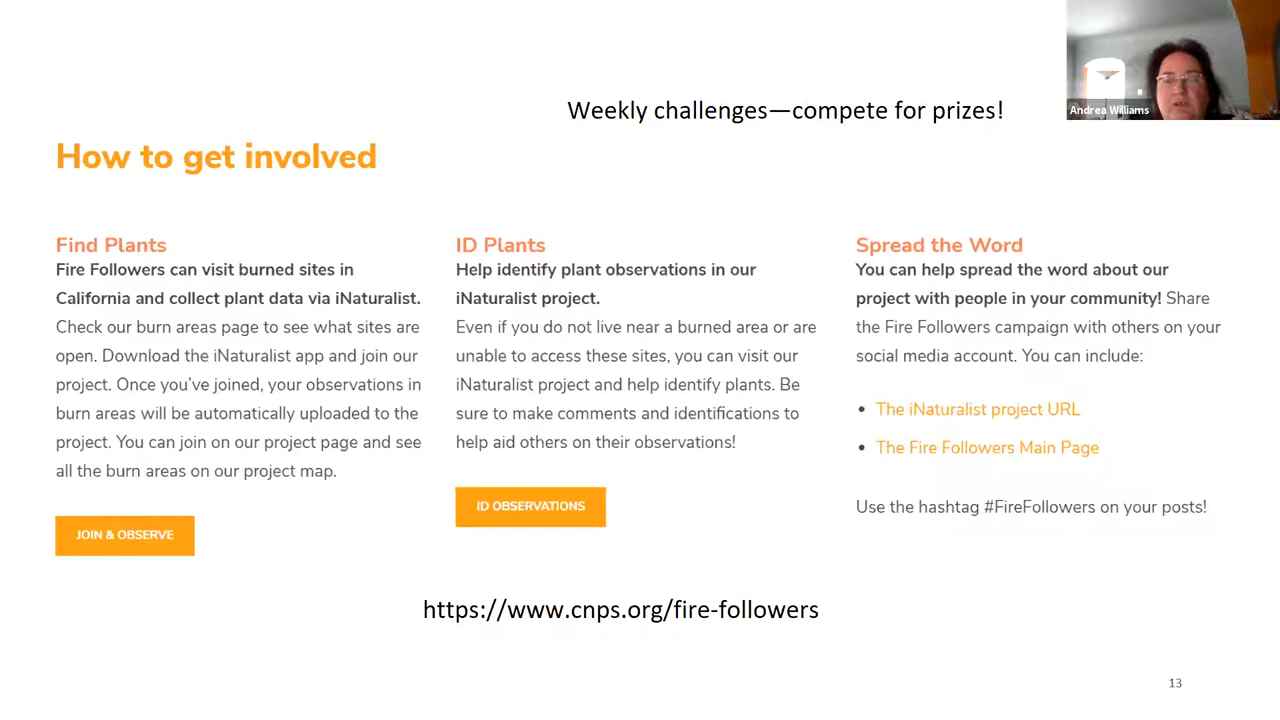 Weekly challenges—compete for prizes!
Andrea Williams
How to get involved
Find Plants
Fire Followers can visit burned sites in
California and collect plant data via iNaturalist.
Check our burn areas page to see what sites are
open. Download the iNaturalist app and join our
project. Once you've joined, your observations in
burn areas will be automatically uploaded to the
project. You can join on our project page and see
all the burn areas on our project map.
JOIN & OBSERVE
ID Plants
Help identify plant observations in our
iNaturalist project.
Even if you do not live near a burned area or are
unable to access these sites, you can visit our
iNaturalist project and help identify plants. Be
sure to make comments and identifications to
help aid others on their observations!
ID OBSERVATIONS
Spread the Word
You can help spread the word about our
project with people in your community! Share
the Fire Followers campaign with others on your
social media account. You can include:
• The iNaturalist project URL
• The Fire Followers Main Page
Use the hashtag #FireFollowers on your posts!
https://www.cnps.org/fire-followers
13